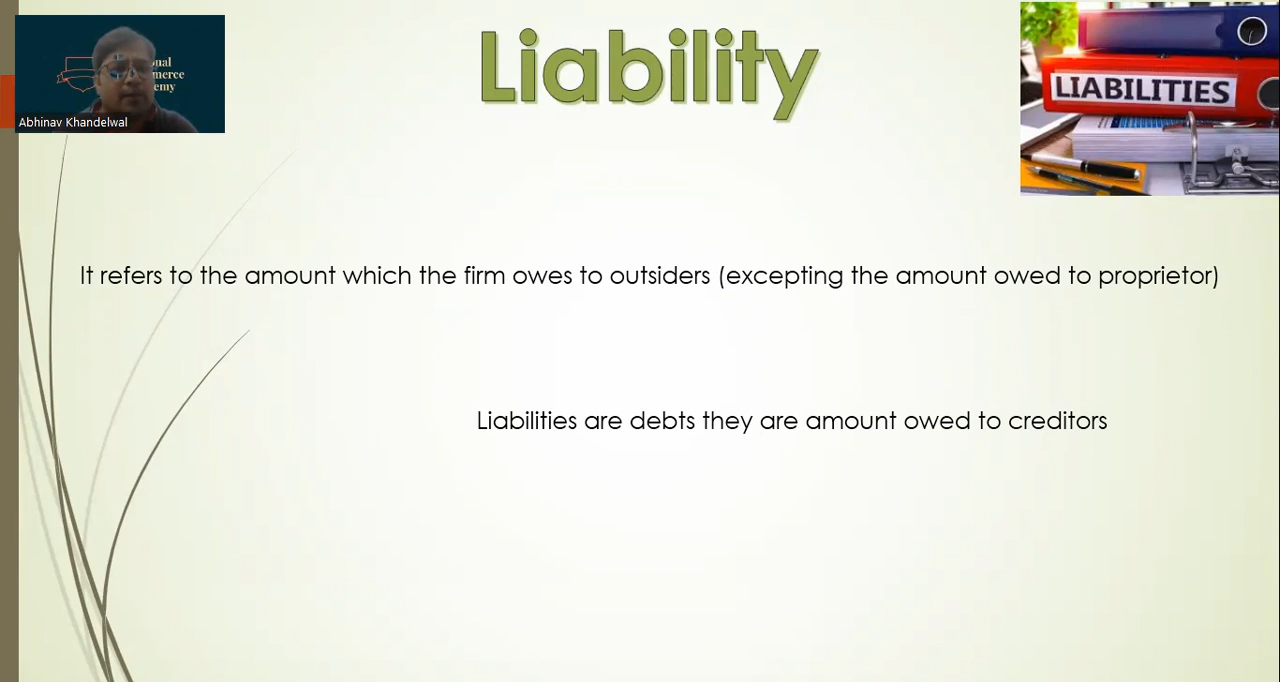 Liability
LIABILITIES
Abhinav Khandelwal
It refers to the amount which the firm owes to outsiders (excepting the amount owed to proprietor)
Liabilities are debts they are amount owed to creditors